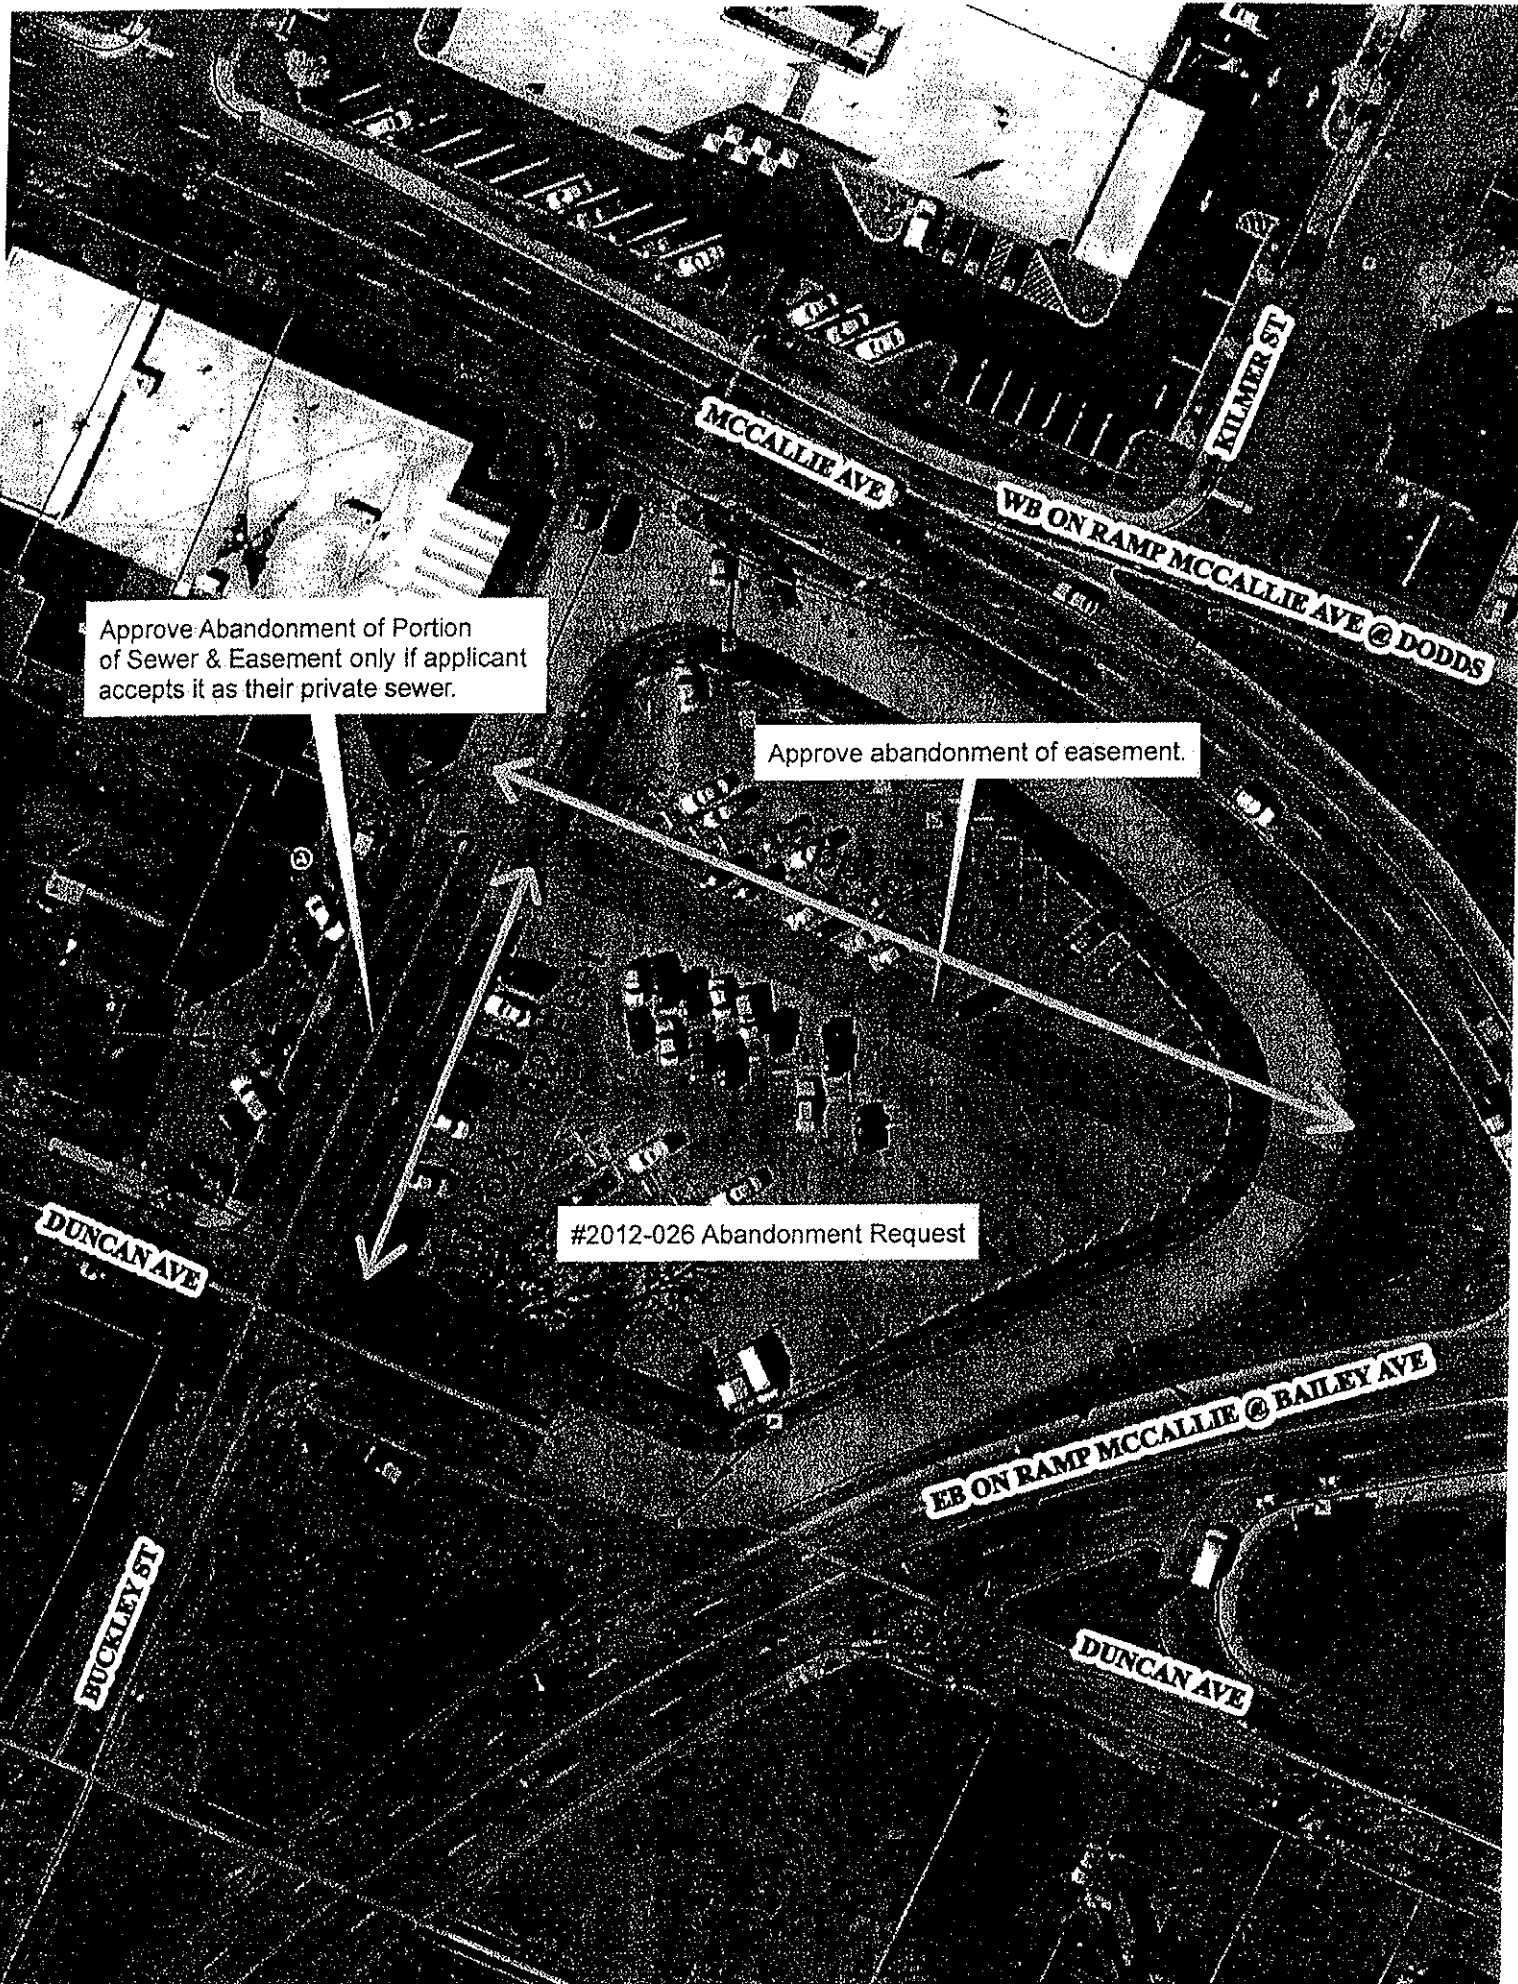 KILMER ST
MCCALLIE AVE
WB ON RAMP MCCALLIE AVE @ DODDS
Approve Abandonment of Portion
of Sewer & Easement only if applicant
accepts it as their private sewer.
Approve abandonment of easement.
#2012-026 Abandonment Request
DUNCAN AVE
EB ON RAMP MCCALLIE @ BAILEY AVE
BUCKLEY ST
DUNCAN AVE